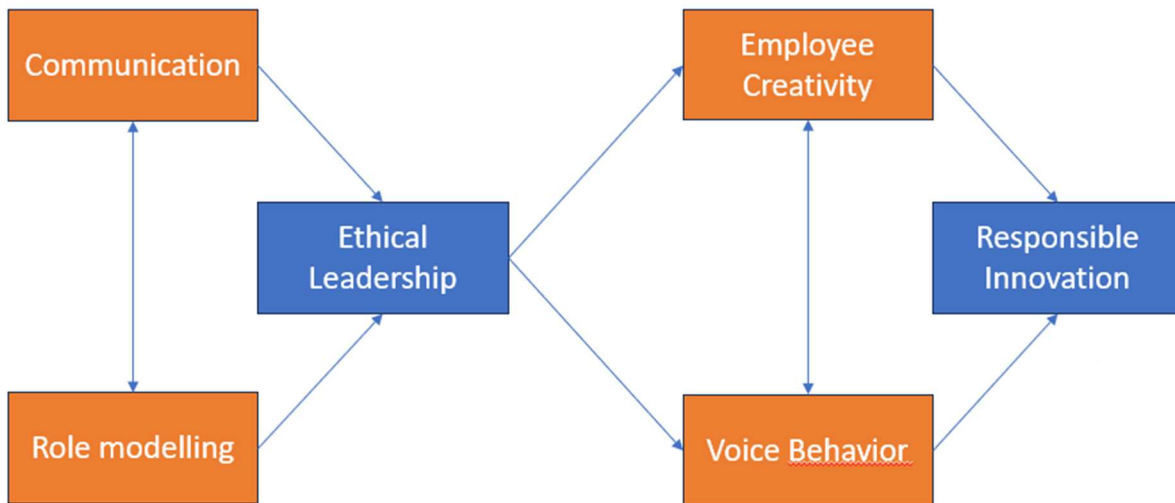 Communication
Employee
Creativity
Ethical
Leadership
Responsible
Innovation
Role modelling
Voice Behavior